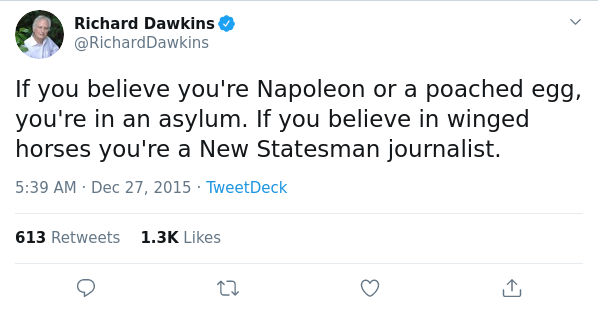 Richard Dawkins
@RichardDawkins
If you believe you're Napoleon or a poached egg,
you're in an asylum. If you believe in winged
horses you're a New Statesman journalist.
5:39 AM · Dec 27, 2015 · TweetDeck
613 Retweets 1.3K Likes